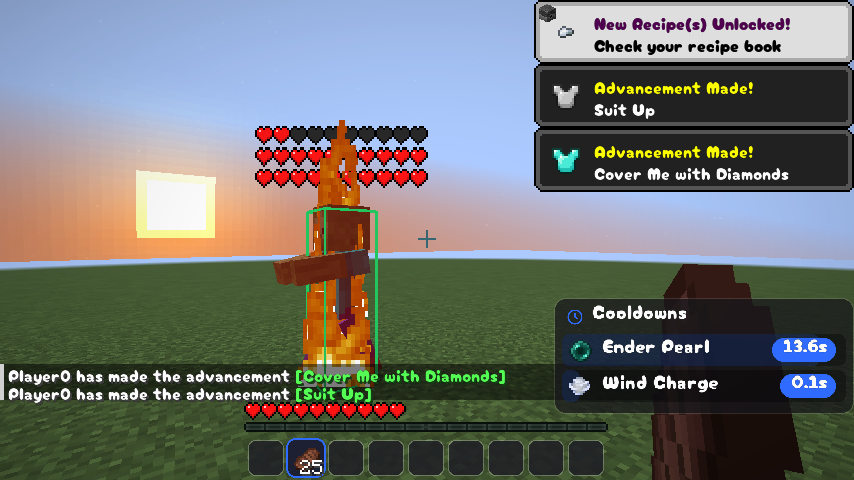 New Recipe(s) Unlocked!
Check your recipe book
Advancement Made!
Suit Up
Advancement Made!
Cover Me with Diamonds
Cooldowns
Ender Pearl 13.6s
Wind Charge 0.1s
Player0 has made the advancement [Cover Me with Diamonds]
Player0 has made the advancement [Suit Up]
25